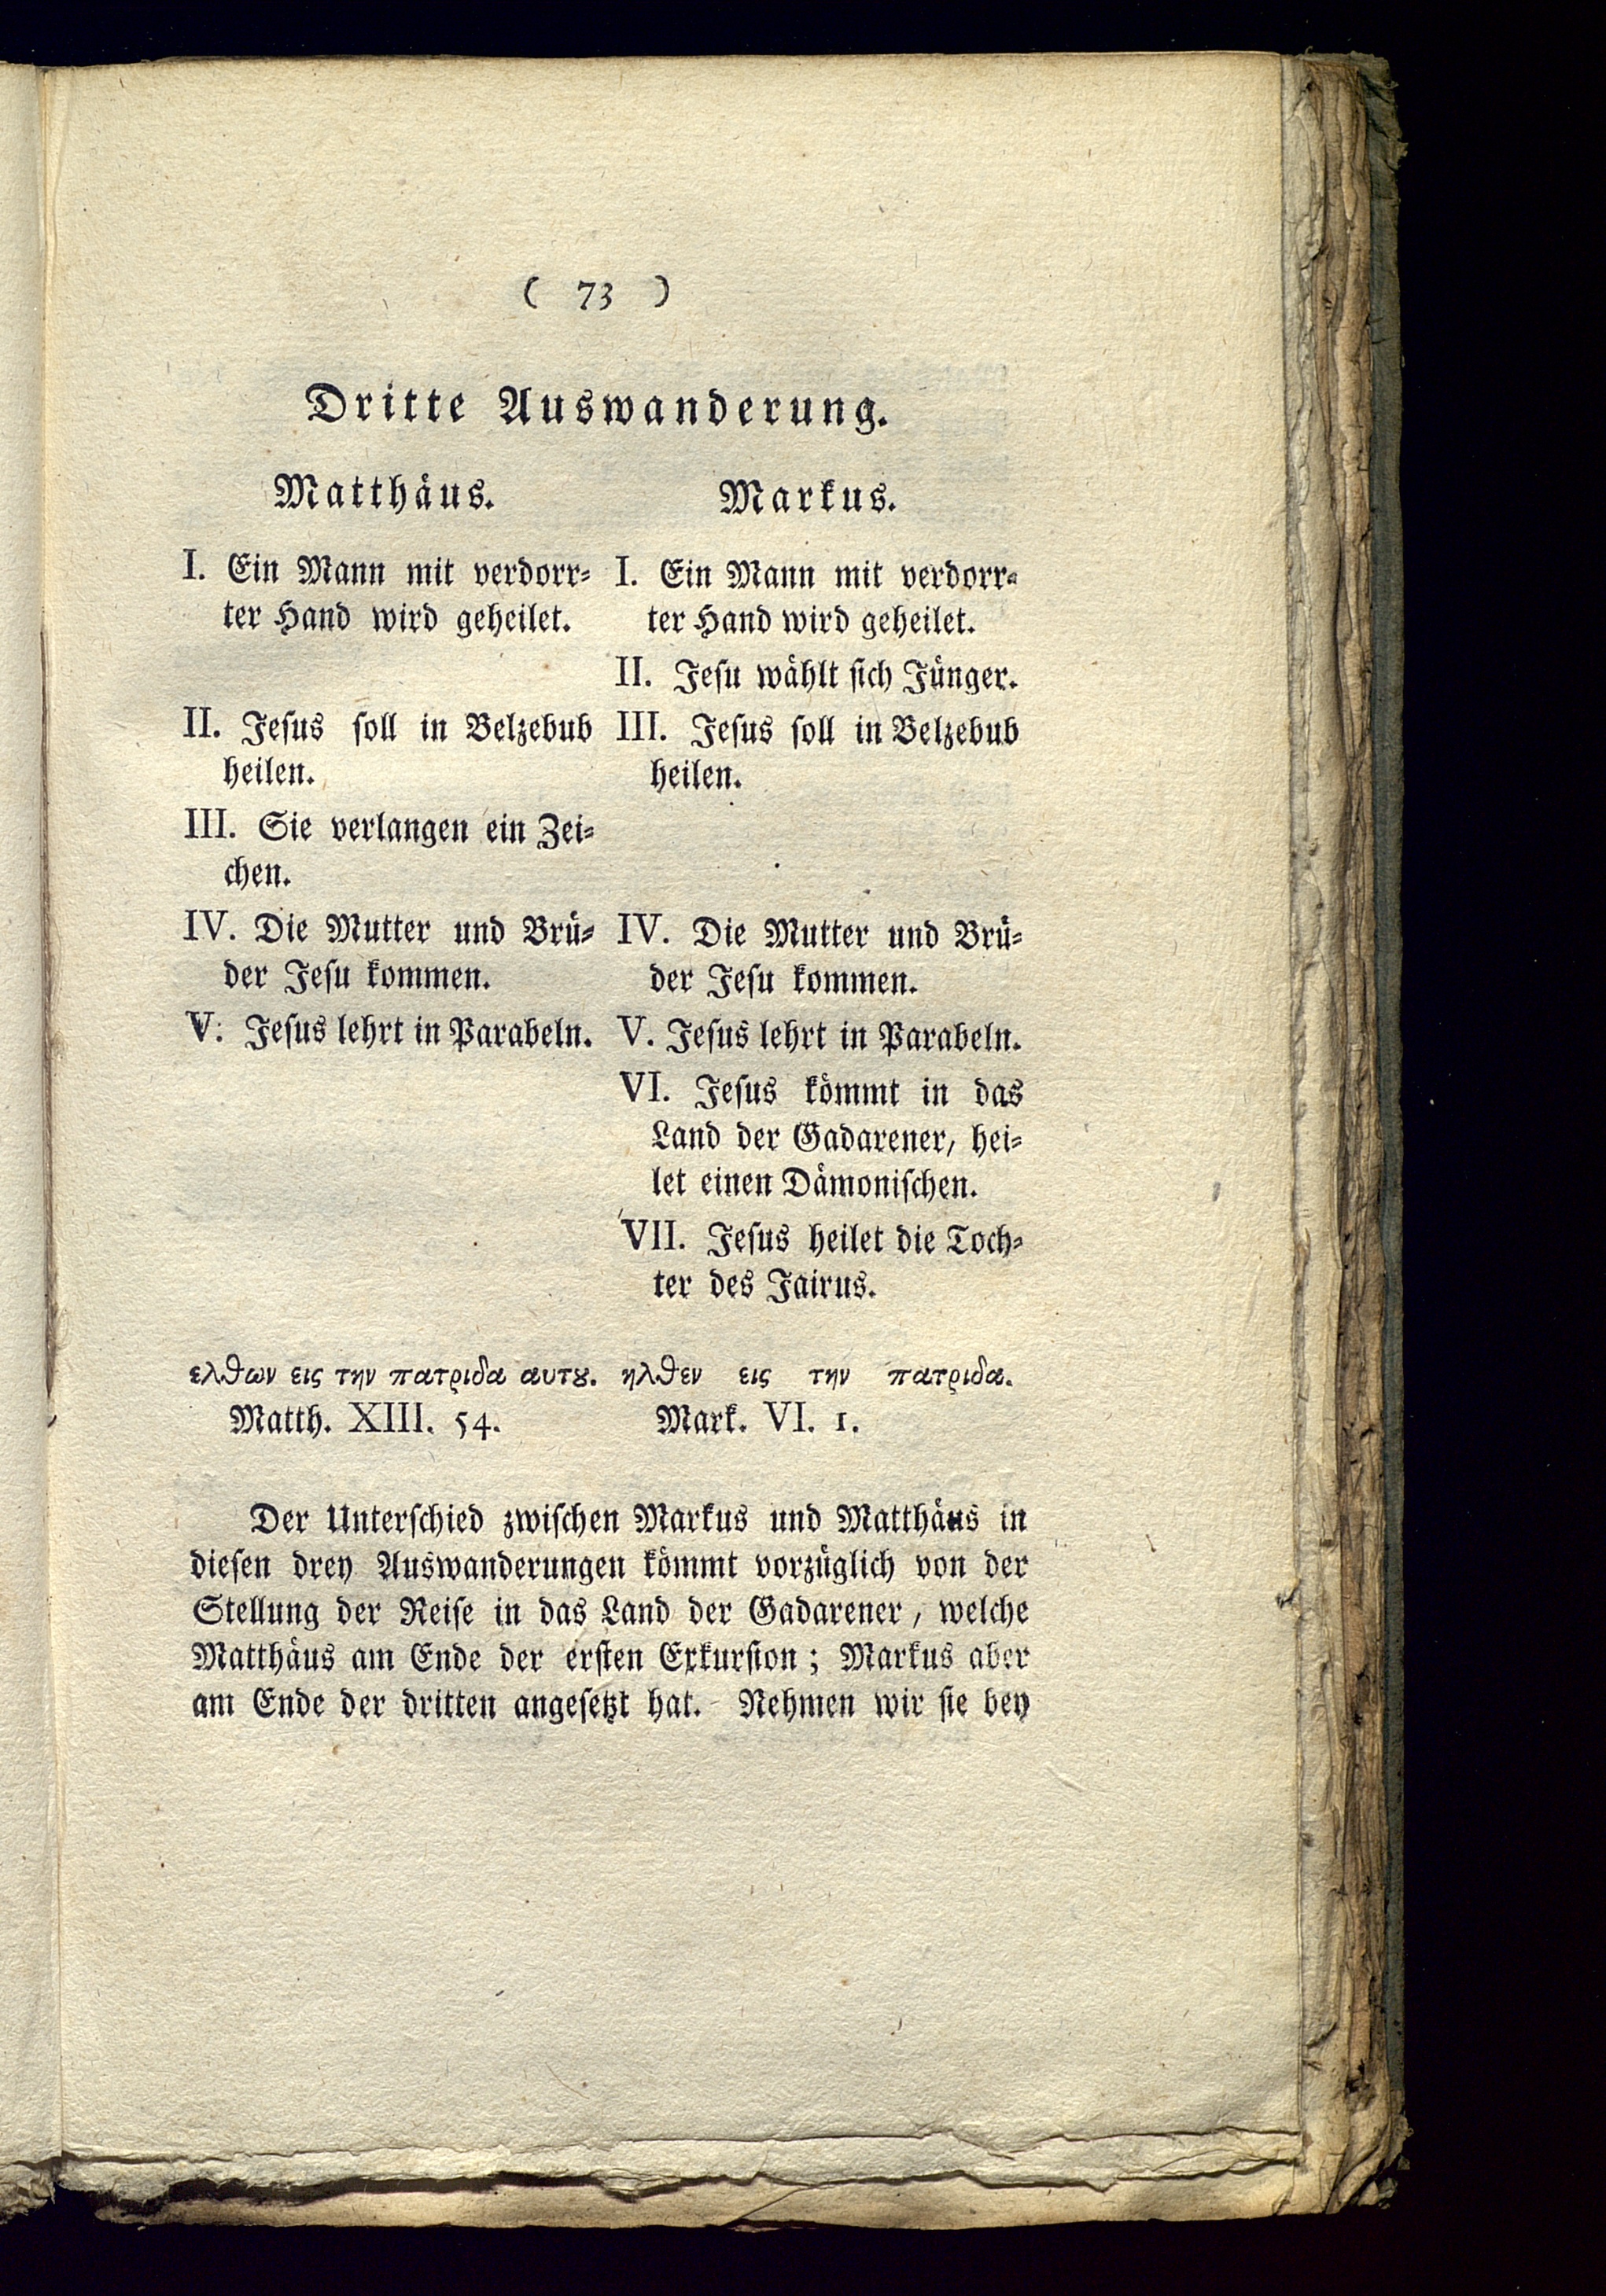 ( 73 )
Dritte Auswanderung.
Matthäus.
I. Ein Mann mit verdorr-
ter Hand wird geheilet.
II. Jesus soll in Belzebub
heilen.
III. Sie verlangen ein Zei-
chen.
IV. Die Mutter und Brü-
der Jesu kommen.
V. Jesus lehrt in Parabeln.
ελθων εις την πατριδα αυτȣ.
Matth. XIII. 54.
Markus.
I. Ein Mann mit verdorr-
ter Hand wird geheilet.
II. Jesu wählt sich Jünger.
III. Jesus soll in Belzebub
heilen.
IV. Die Mutter und Brü-
der Jesu kommen.
V. Jesus lehrt in Parabeln.
VI. Jesus kömmt in das
Land der Gadarener, hei-
let einen Dämonischen.
VII. Jesus heilet die Toch-
ter des Jairus.
ηλθεν εις την πατριδα.
Mark. VI. 1.
Der Unterschied zwischen Markus und Matthäus in
diesen drey Auswanderungen kömmt vorzüglich von der
Stellung der Reise in das Land der Gadarener, welche
Matthäus am Ende der ersten Exkursion; Markus aber
am Ende der dritten angesetzt hat. Nehmen wir sie bey